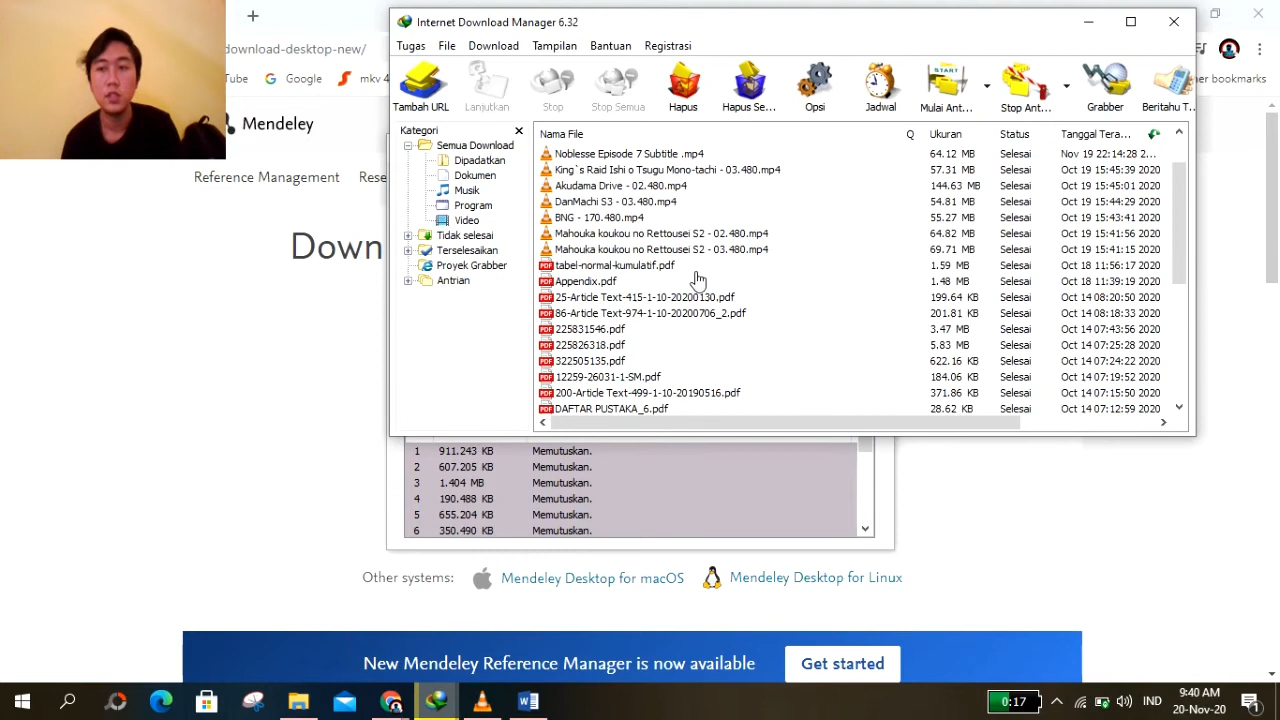 Internet Download Manager 6.32
Tugas File Download Tampilan Bantuan Registrasi
Tambah URL Lanjutkan Stop Stop Semua Hapus Hapus Se... Opsi Jadwal Mulai Ant... Stop Ant... Grabber Beritahu T...
START
download-desktop-new/
Tube Google mkv 4 her bookmarks
Mendeley
Reference Management Rese
Down
Kategori
Semua Download
Dipadatkan
Dokumen
Musik
Program
Video
Tidak selesai
Terselesaikan
Proyek Grabber
Antrian
Nama File Q Ukuran Status Tanggal Tera...
Noblesse Episode 7 Subtitle .mp4 64.12 MB Selesai Nov 19 22:14:28 2...
King`s Raid Ishi o Tsugu Mono-tachi - 03.480.mp4 57.31 MB Selesai Oct 19 15:45:39 2020
Akudama Drive - 02.480.mp4 144.63 MB Selesai Oct 19 15:45:01 2020
DanMachi S3 - 03.480.mp4 54.81 MB Selesai Oct 19 15:44:29 2020
BNG - 170.480.mp4 55.27 MB Selesai Oct 19 15:43:41 2020
Mahouka koukou no Rettousei S2 - 02.480.mp4 64.82 MB Selesai Oct 19 15:41:56 2020
Mahouka koukou no Rettousei S2 - 03.480.mp4 69.71 MB Selesai Oct 19 15:41:15 2020
tabel-normal-kumulatif.pdf 1.59 MB Selesai Oct 18 11:56:17 2020
Appendix.pdf 1.48 MB Selesai Oct 18 11:39:19 2020
25-Article Text-415-1-10-20200130.pdf 199.64 KB Selesai Oct 14 08:20:50 2020
86-Article Text-974-1-10-20200706_2.pdf 201.81 KB Selesai Oct 14 08:18:33 2020
225831546.pdf 3.47 MB Selesai Oct 14 07:43:56 2020
225826318.pdf 5.83 MB Selesai Oct 14 07:25:28 2020
322505135.pdf 622.16 KB Selesai Oct 14 07:24:22 2020
12259-26031-1-SM.pdf 184.06 KB Selesai Oct 14 07:19:52 2020
200-Article Text-499-1-10-20190516.pdf 371.86 KB Selesai Oct 14 07:15:50 2020
DAFTAR PUSTAKA_6.pdf 28.62 KB Selesai Oct 14 07:12:59 2020
1 911.243 KB Memutuskan.
2 607.205 KB Memutuskan.
3 1.404 MB Memutuskan.
4 190.488 KB Memutuskan.
5 655.204 KB Memutuskan.
6 350.490 KB Memutuskan.
Other systems: Mendeley Desktop for macOS Mendeley Desktop for Linux
New Mendeley Reference Manager is now available Get started
0:17 IND 9:40 AM
20-Nov-20 1